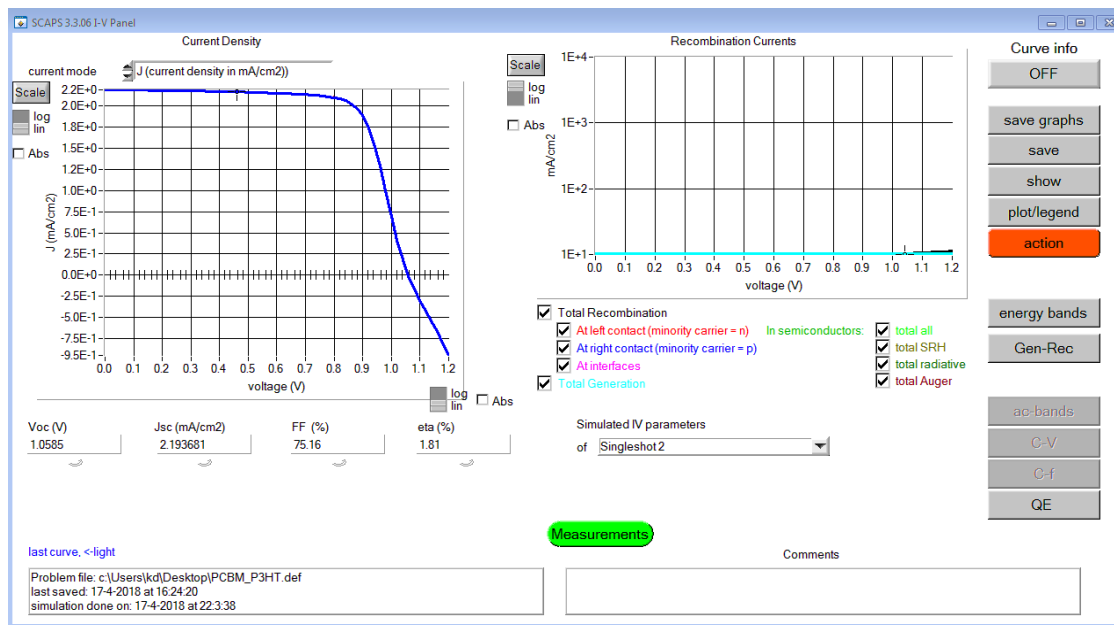 SCAPS 3.3.06 I-V Panel
Current Density
current mode
J (current density in mA/cm2))
Scale
log
lin
Abs
J (mA/cm2)
2.2E+0
2.0E+0
1.8E+0
1.5E+0
1.2E+0
1.0E+0
7.5E-1
5.0E-1
2.5E-1
0.0E+0
-2.5E-1
-5.0E-1
-7.5E-1
-9.5E-1
0.0 0.1 0.2 0.3 0.4 0.5 0.6 0.7 0.8 0.9 1.0 1.1 1.2
voltage (V)
log
lin
Abs
Recombination Currents
Scale
log
lin
Abs
mA/cm2
1E+4
1E+3
1E+2
1E+1
0.0 0.1 0.2 0.3 0.4 0.5 0.6 0.7 0.8 0.9 1.0 1.1 1.2
voltage (V)
Total Recombination
At left contact (minority carrier = n)
At right contact (minority carrier = p)
At interfaces
Total Generation
In semiconductors:
total all
total SRH
total radiative
total Auger
Voc (V) Jsc (mA/cm2) FF (%) eta (%)
1.0585 2.193681 75.16 1.81
Simulated IV parameters
of Singleshot 2
Measurements
last curve, <-light
Problem file: c:\Users\kd\Desktop\PCBM_P3HT.def
last saved: 17-4-2018 at 16:24:20
simulation done on: 17-4-2018 at 22:3:38
Comments
Curve info
OFF
save graphs
save
show
plot/legend
action
energy bands
Gen-Rec
ac-bands
C-V
C-f
QE